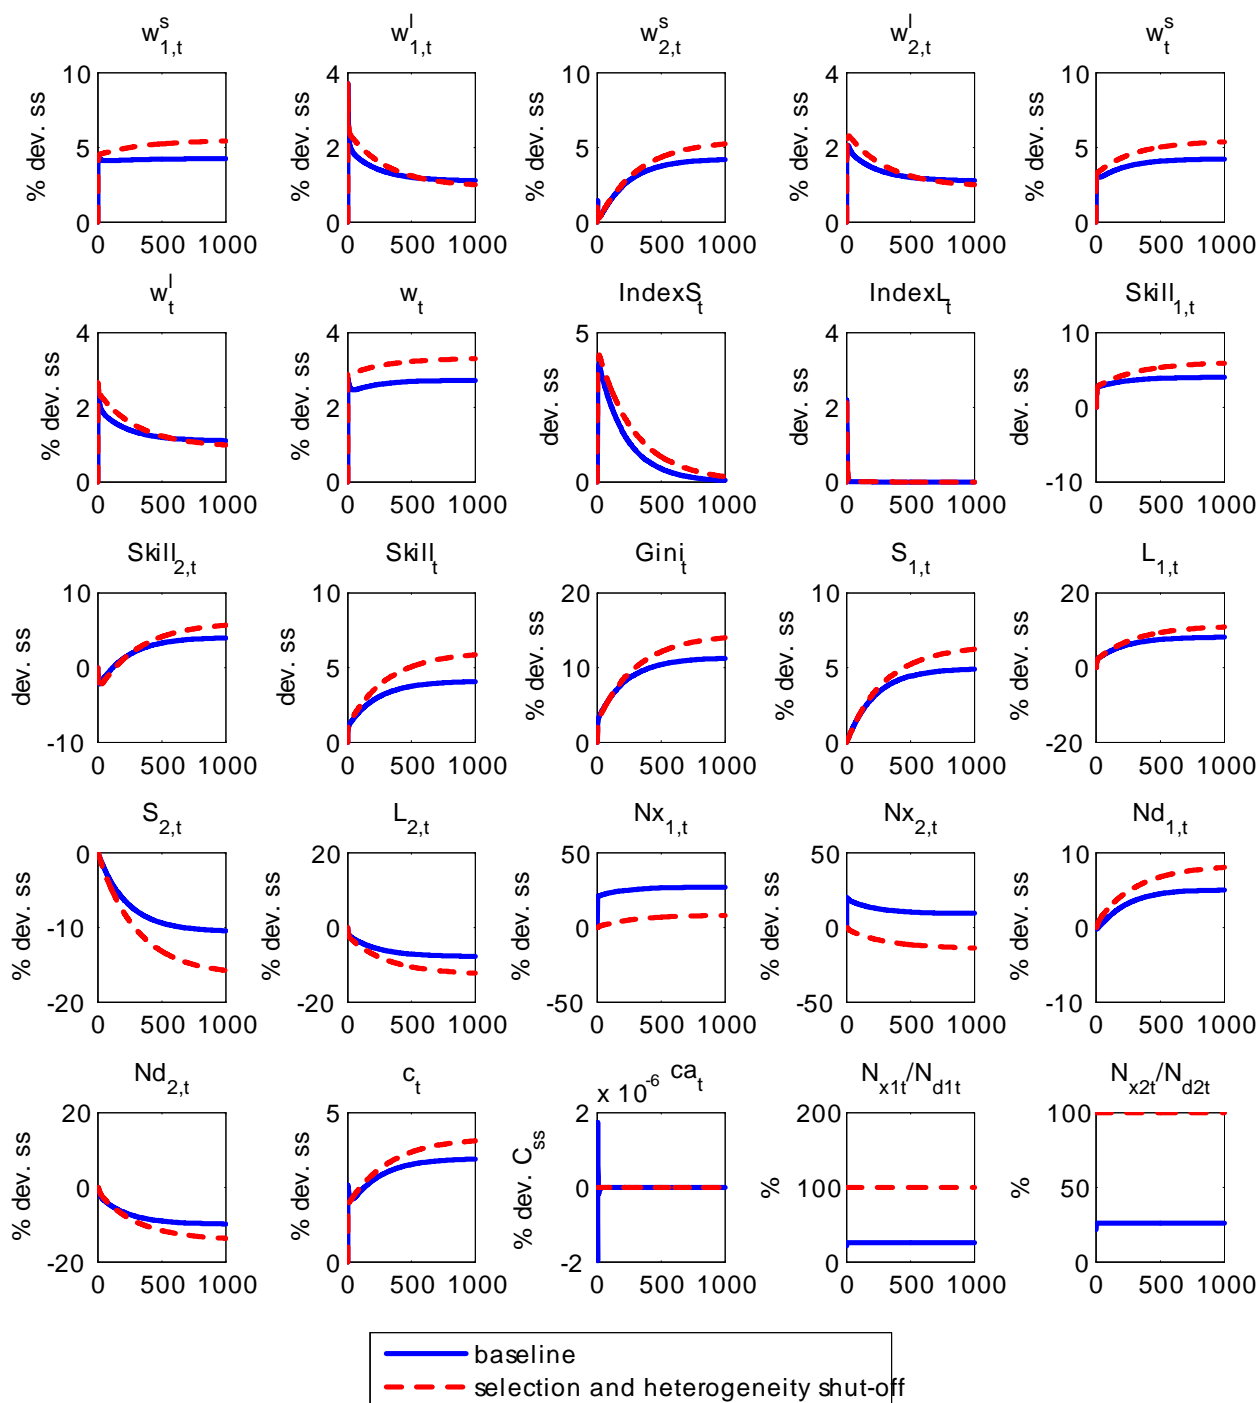 w^s_{1,t} w^l_{1,t} w^s_{2,t} w^l_{2,t} w^s_t
% dev. ss 0 5 10 0 500 1000
% dev. ss 0 2 4 0 500 1000
% dev. ss 0 5 10 0 500 1000
% dev. ss 0 2 4 0 500 1000
% dev. ss 0 5 10 0 500 1000
w^l_t w_t IndexS_t IndexL_t Skill_{1,t}
% dev. ss 0 2 4 0 500 1000
% dev. ss 0 2 4 0 500 1000
dev. ss 0 5 0 500 1000
dev. ss 0 2 4 0 500 1000
dev. ss -10 0 10 0 500 1000
Skill_{2,t} Skill_t Gini_t S_{1,t} L_{1,t}
dev. ss -10 0 10 0 500 1000
dev. ss 0 5 10 0 500 1000
% dev. ss 0 10 20 0 500 1000
% dev. ss 0 5 10 0 500 1000
% dev. ss -20 0 20 0 500 1000
S_{2,t} L_{2,t} Nx_{1,t} Nx_{2,t} Nd_{1,t}
% dev. ss -20 -10 0 0 500 1000
% dev. ss -20 0 20 0 500 1000
% dev. ss -50 0 50 0 500 1000
% dev. ss -50 0 50 0 500 1000
% dev. ss -10 0 10 0 500 1000
Nd_{2,t} c_t x 10^{-6} ca_t N_{x1t}/N_{d1t} N_{x2t}/N_{d2t}
% dev. ss -20 0 20 0 500 1000
% dev. ss 0 5 0 500 1000
% dev. C_{ss} -2 0 2 0 500 1000
% 0 100 200 0 500 1000
% 0 50 100 0 500 1000
baseline
selection and heterogeneity shut-off